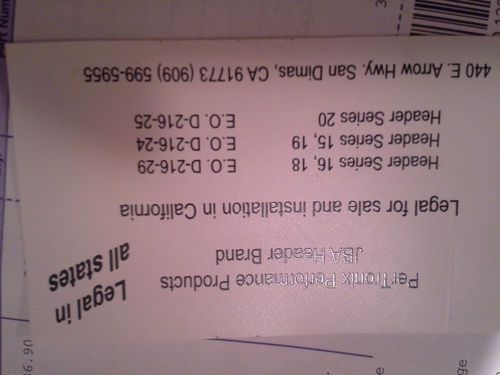 PerTronix Performance Products
JBA Header Brand
Legal in
all states
Legal for sale and installation in California
Header Series 16, 18 E.O. D-216-29
Header Series 15, 19 E.O. D-216-24
Header Series 20 E.O. D-216-25
440 E. Arrow Hwy. San Dimas, CA 91773 (909) 599-5955
6.90